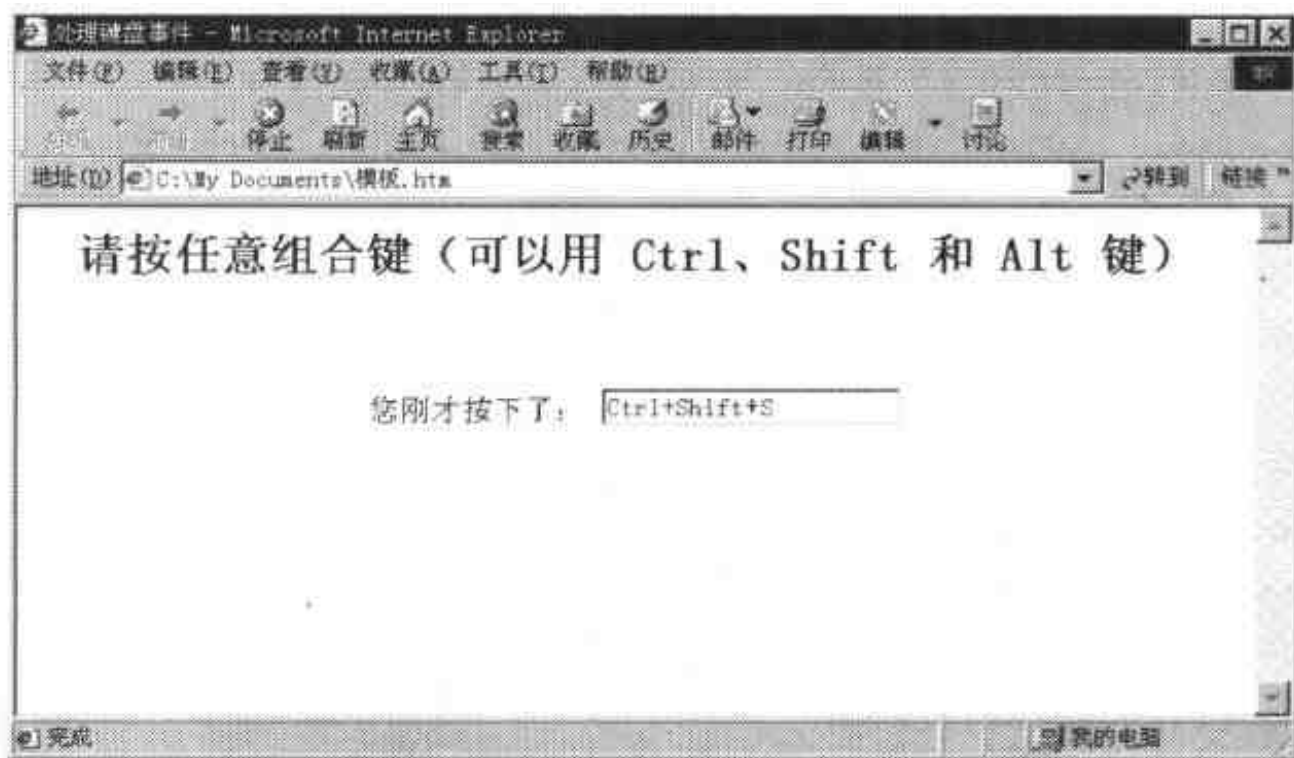 处理键盘事件 - Microsoft Internet Explorer
文件(F) 编辑(E) 查看(V) 收藏(A) 工具(T) 帮助(H)
停止 刷新 主页 搜索 收藏 历史 邮件 打印 编辑 讨论
地址(D) C:\My Documents\模板.htm 转到 链接 »
请按任意组合键（可以用 Ctrl、Shift 和 Alt 键）
您刚才按下了： Ctrl+Shift+S
完成 我的电脑